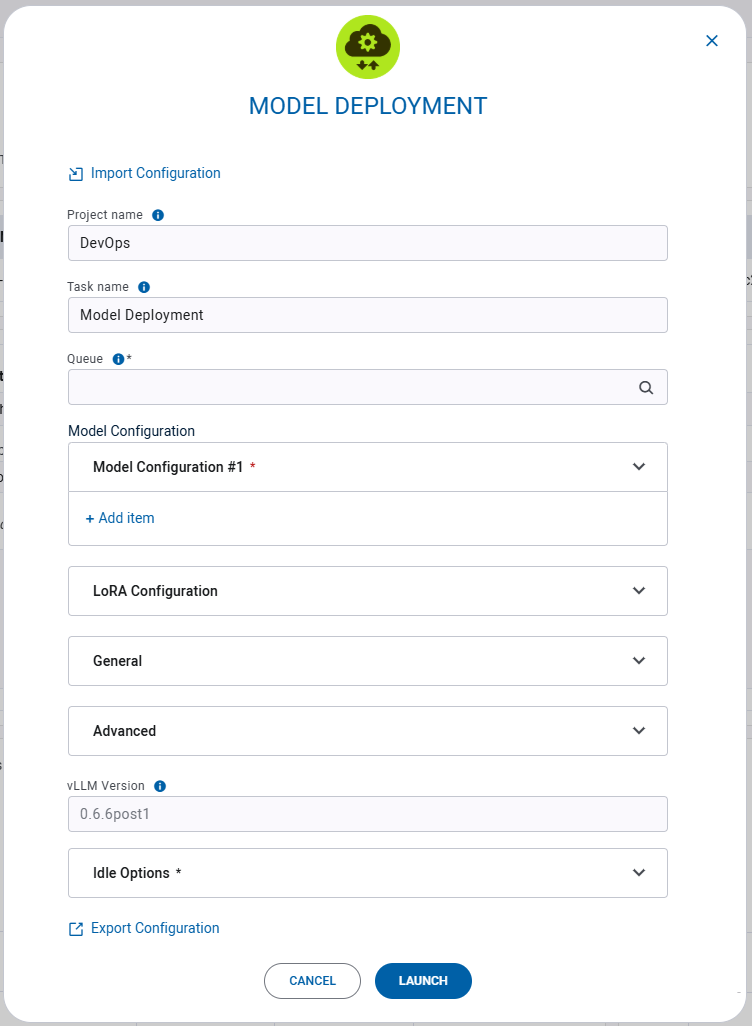 MODEL DEPLOYMENT
Import Configuration
Project name
DevOps
Task name
Model Deployment
Queue *
Model Configuration
Model Configuration #1 *
+ Add item
LoRA Configuration
General
Advanced
vLLM Version
0.6.6post1
Idle Options *
Export Configuration
CANCEL LAUNCH